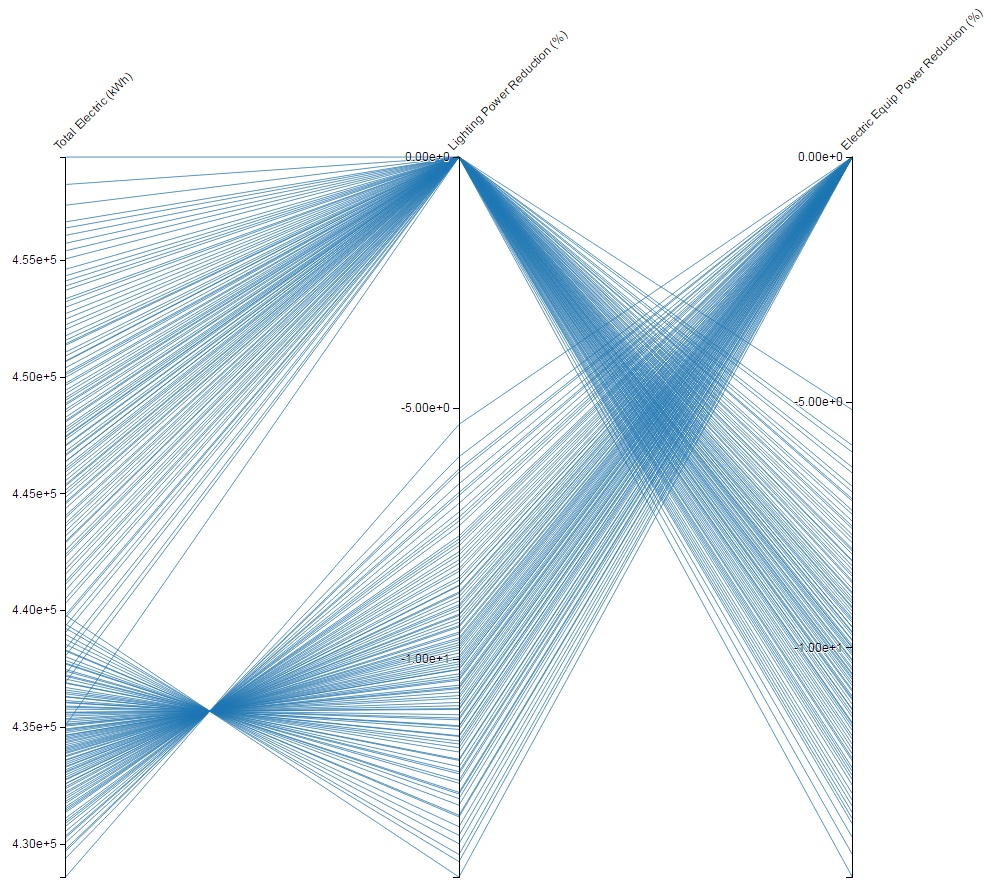 Total Electric (kWh)
Lighting Power Reduction (%)
Electric Equip Power Reduction (%)
4.55e+5
4.50e+5
4.45e+5
4.40e+5
4.35e+5
4.30e+5
0.00e+0
-5.00e+0
-1.00e+1
0.00e+0
-5.00e+0
-1.00e+1